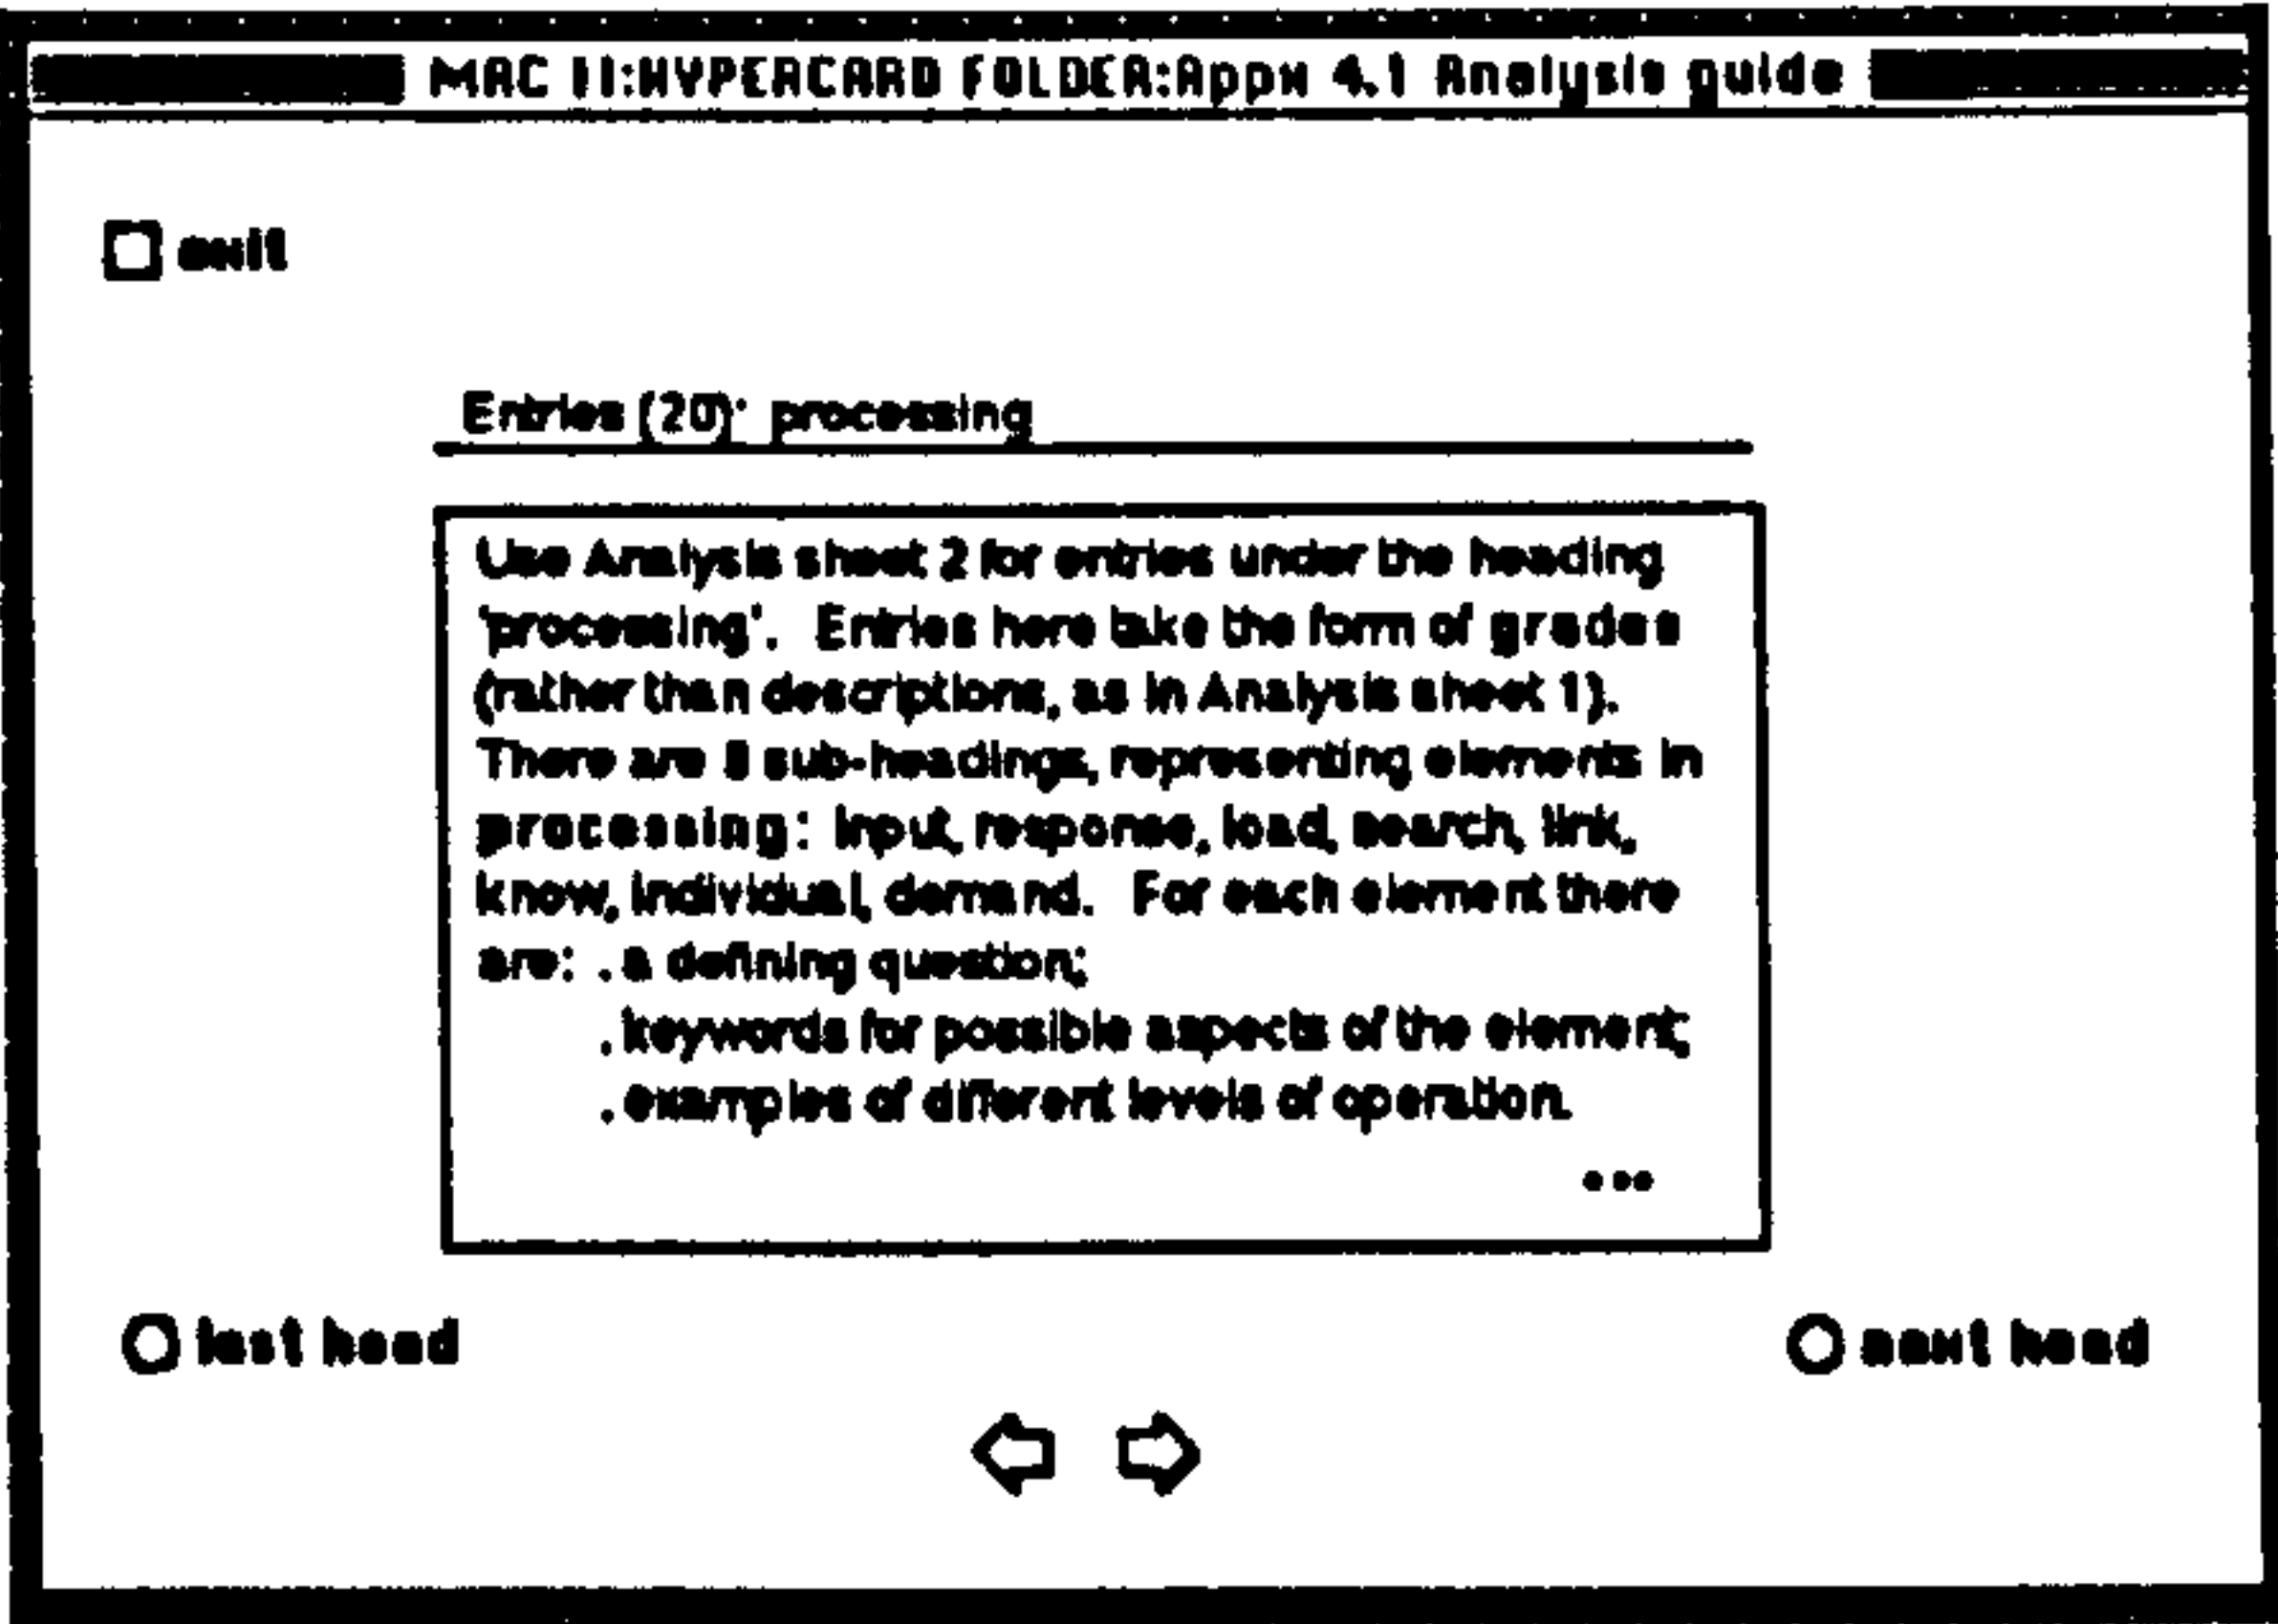 MAC II:HYPERCARD FOLDER:Appx 4.1 Analysis guide
exit
Entries (20): processing
Use Analysis sheet 2 for entries under the heading
'processing'. Entries here take the form of grades
(rather than descriptions, as in Analysis sheet 1).
There are 8 sub-headings, representing elements in
processing: input, response, load, search, link,
know, individual, demand. For each element there
are: . a defining question;
. keywords for possible aspects of the element;
. examples of different levels of operation.
...
last head
next head